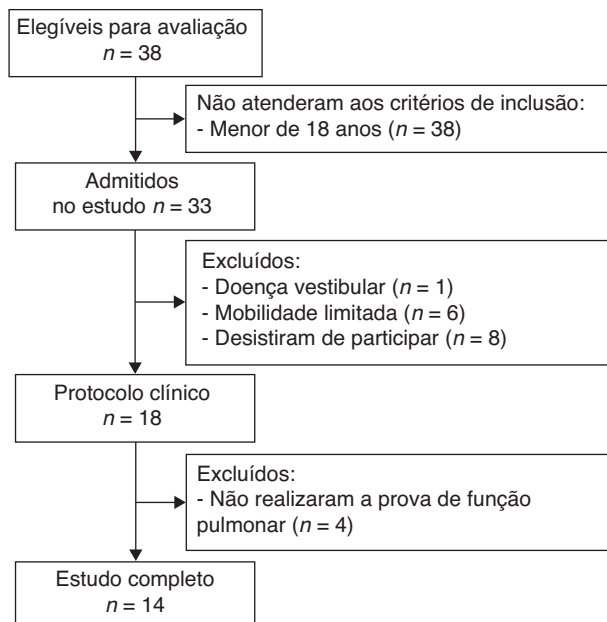 Elegíveis para avaliação
n = 38
Não atenderam aos critérios de inclusão:
- Menor de 18 anos (n = 38)
Admitidos
no estudo n = 33
Excluídos:
- Doença vestibular (n = 1)
- Mobilidade limitada (n = 6)
- Desistiram de participar (n = 8)
Protocolo clínico
n = 18
Excluídos:
- Não realizaram a prova de função
pulmonar (n = 4)
Estudo completo
n = 14